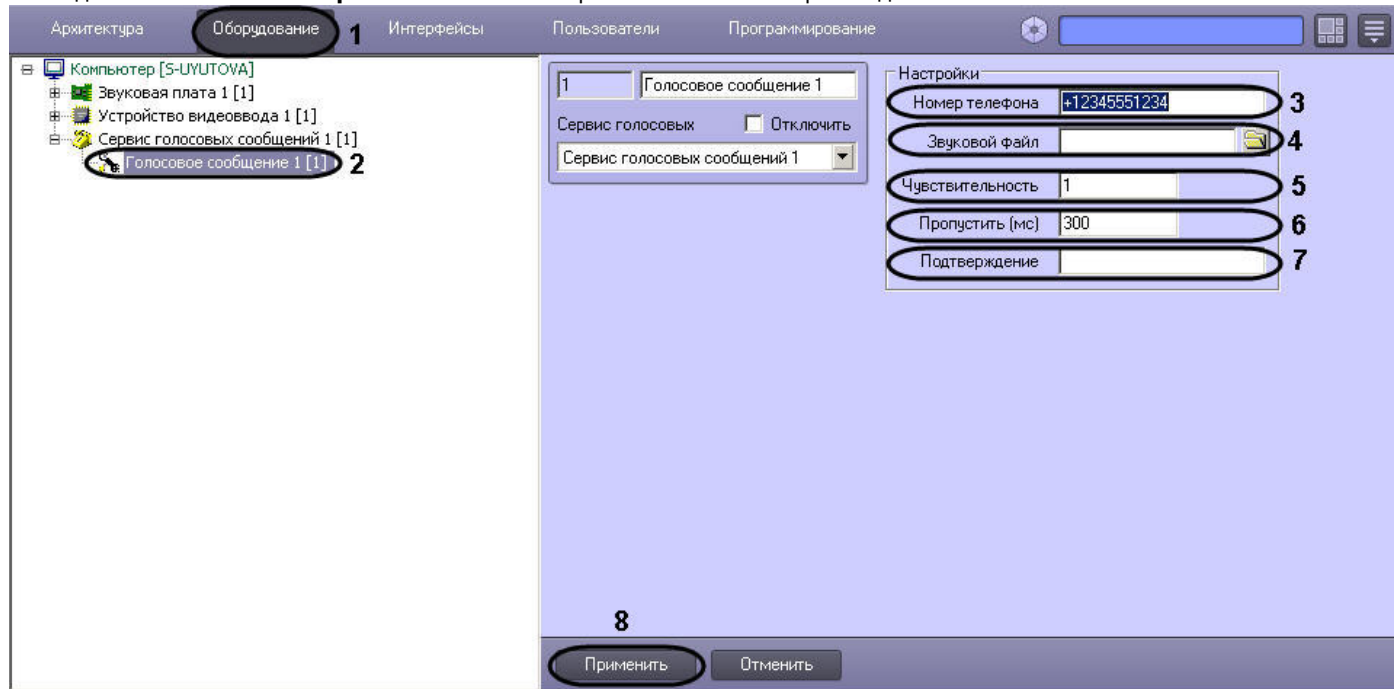 Архитектура Оборудование 1 Интерфейсы Пользователи Программирование
Компьютер [S-UYUTOVA]
Звуковая плата 1 [1]
Устройство видеоввода 1 [1]
Сервис голосовых сообщений 1 [1]
Голосовое сообщение 1 [1] 2
1 Голосовое сообщение 1
Сервис голосовых Отключить
Сервис голосовых сообщений 1
Настройки
Номер телефона +12345551234 3
Звуковой файл 4
Чувствительность 1 5
Пропустить (мс) 300 6
Подтверждение 7
8
Применить Отменить